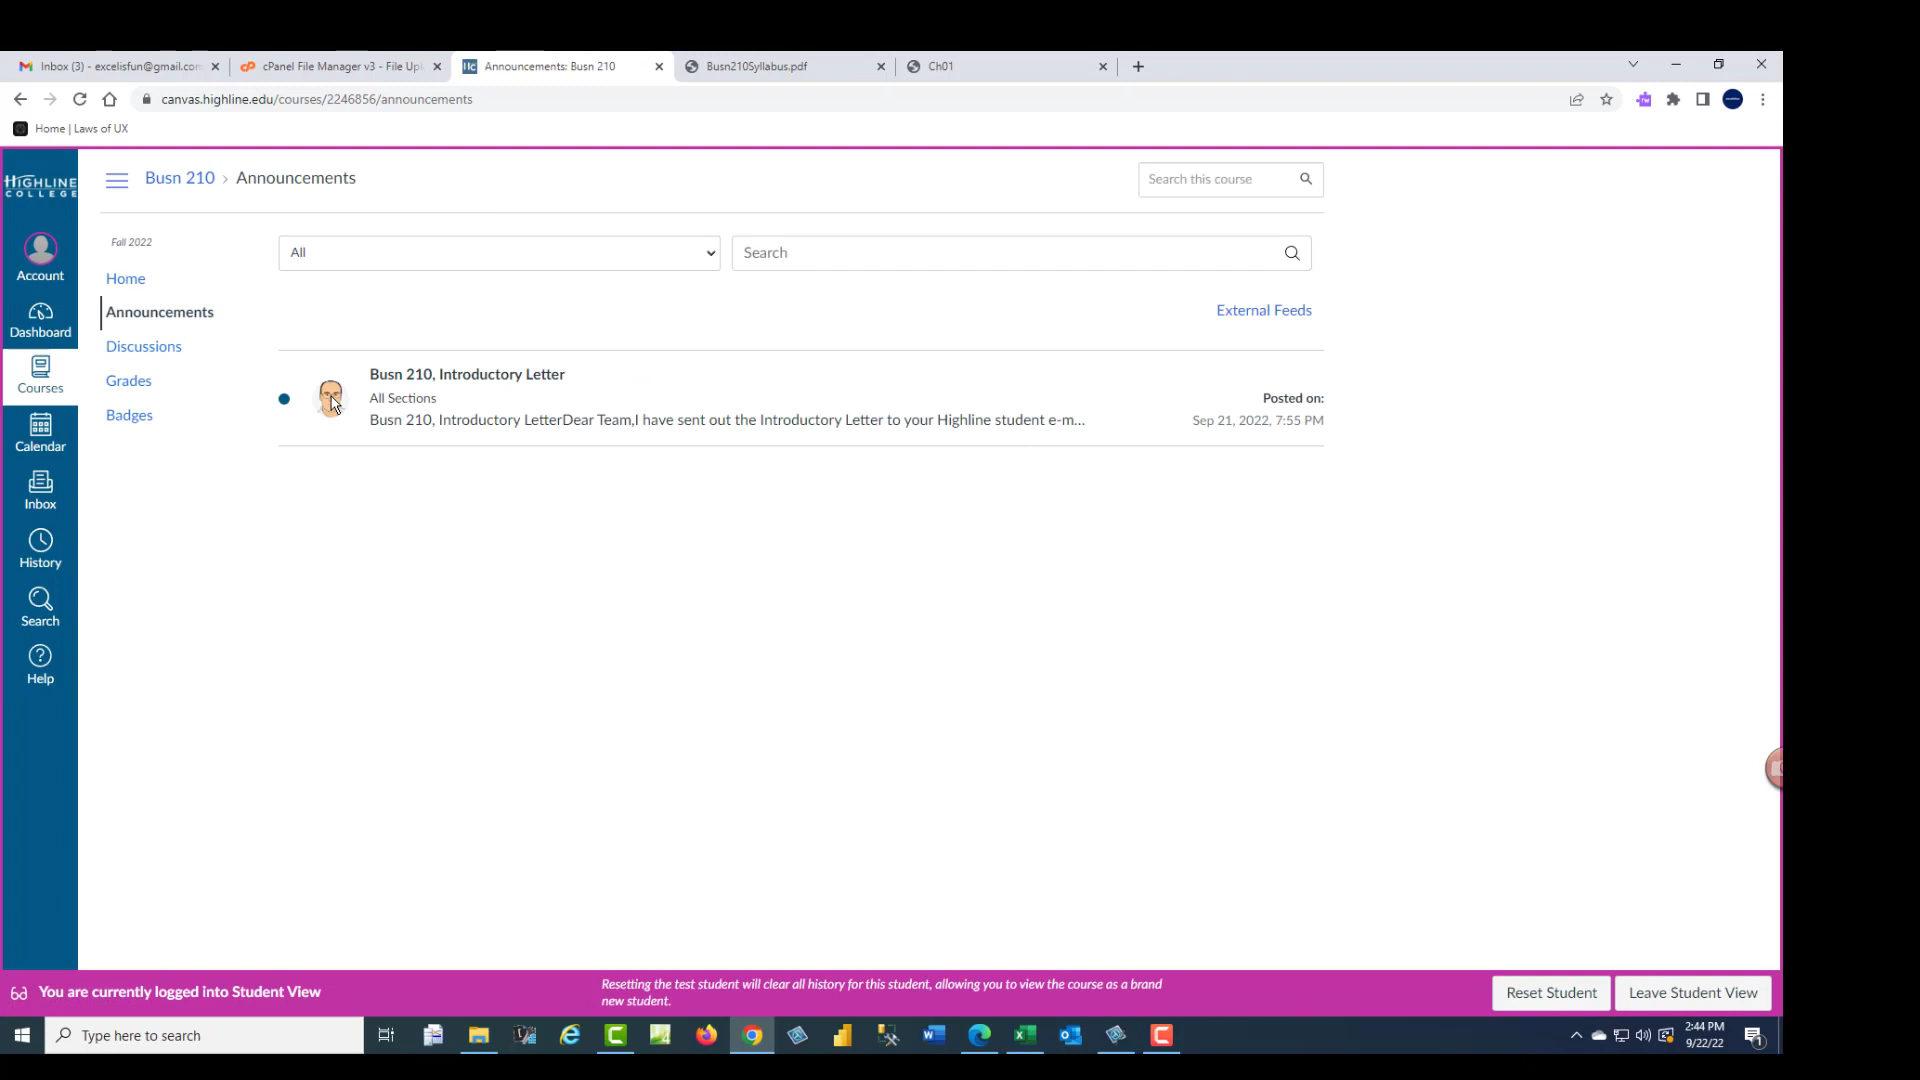 Inbox (3) - excelisfun@gmail.con
cPanel File Manager v3 - File Upl
Announcements: Busn 210
Busn210Syllabus.pdf
Ch01
canvas.highline.edu/courses/2246856/announcements
Home | Laws of UX
HIGHLINE
COLLEGE
Busn 210 › Announcements
Search this course
Fall 2022
All
Search
Account
Home
External Feeds
Announcements
Dashboard
Discussions
Courses
Grades
Badges
Busn 210, Introductory Letter
All Sections
Posted on:
Busn 210, Introductory LetterDear Team,I have sent out the Introductory Letter to your Highline student e-m...
Sep 21, 2022, 7:55 PM
Calendar
Inbox
History
Search
Help
You are currently logged into Student View
Resetting the test student will clear all history for this student, allowing you to view the course as a brand
new student.
Reset Student
Leave Student View
Type here to search
2:44 PM
9/22/22